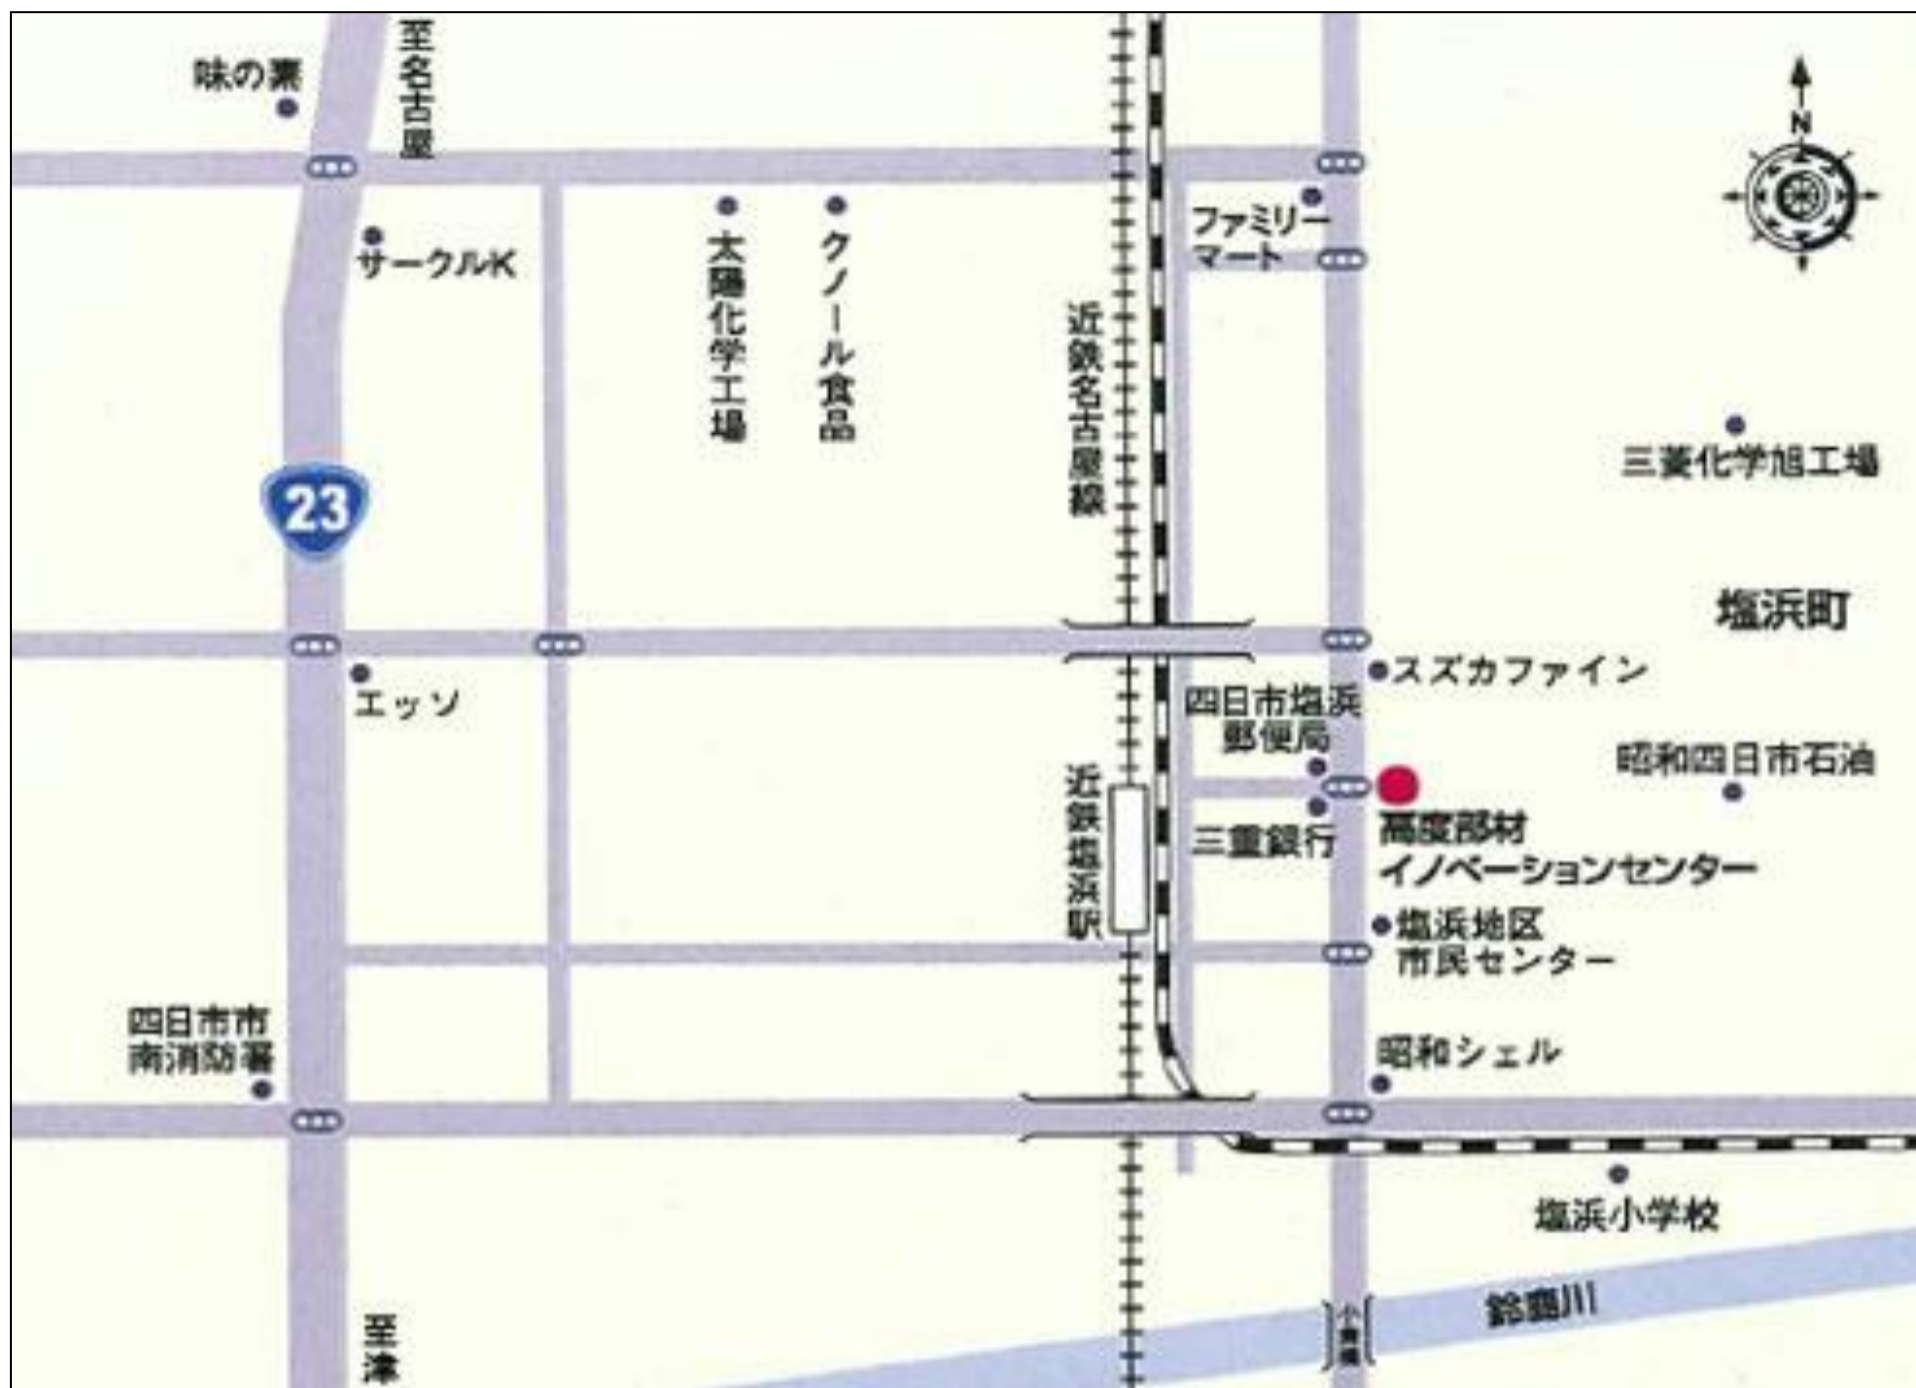 至名古屋
味の素
N
ファミリー
マート
サークルK
太陽化学工場
クノール食品
近鉄名古屋線
三菱化学旭工場
23
塩浜町
スズカファイン
エッソ
四日市塩浜
郵便局
昭和四日市石油
近鉄塩浜駅
三重銀行
高度部材
イノベーションセンター
塩浜地区
市民センター
四日市市
南消防署
昭和シェル
塩浜小学校
鈴鹿川
至津